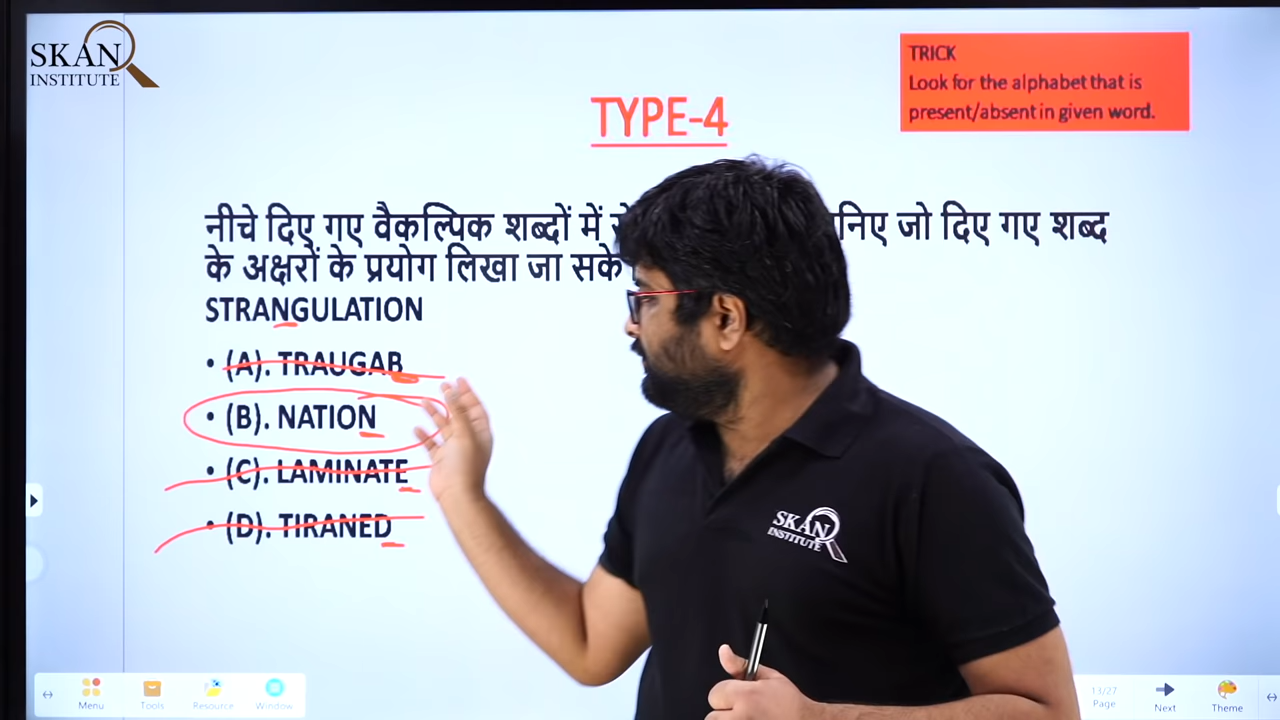 SKAN
INSTITUTE
TRICK
Look for the alphabet that is
present/absent in given word.
TYPE-4
नीचे दिए गए वैकल्पिक शब्दों में जो दिए गए शब्द
के अक्षरों के प्रयोग लिखा जा सके
STRANGULATION
• (A). TRAUGAB
• (B). NATION
• (C). LAMINATE
• (D). TIRANED
SKAN
INSTITUTE
Menu
Tools
Resource
Window
13/27
Page
Next
Theme